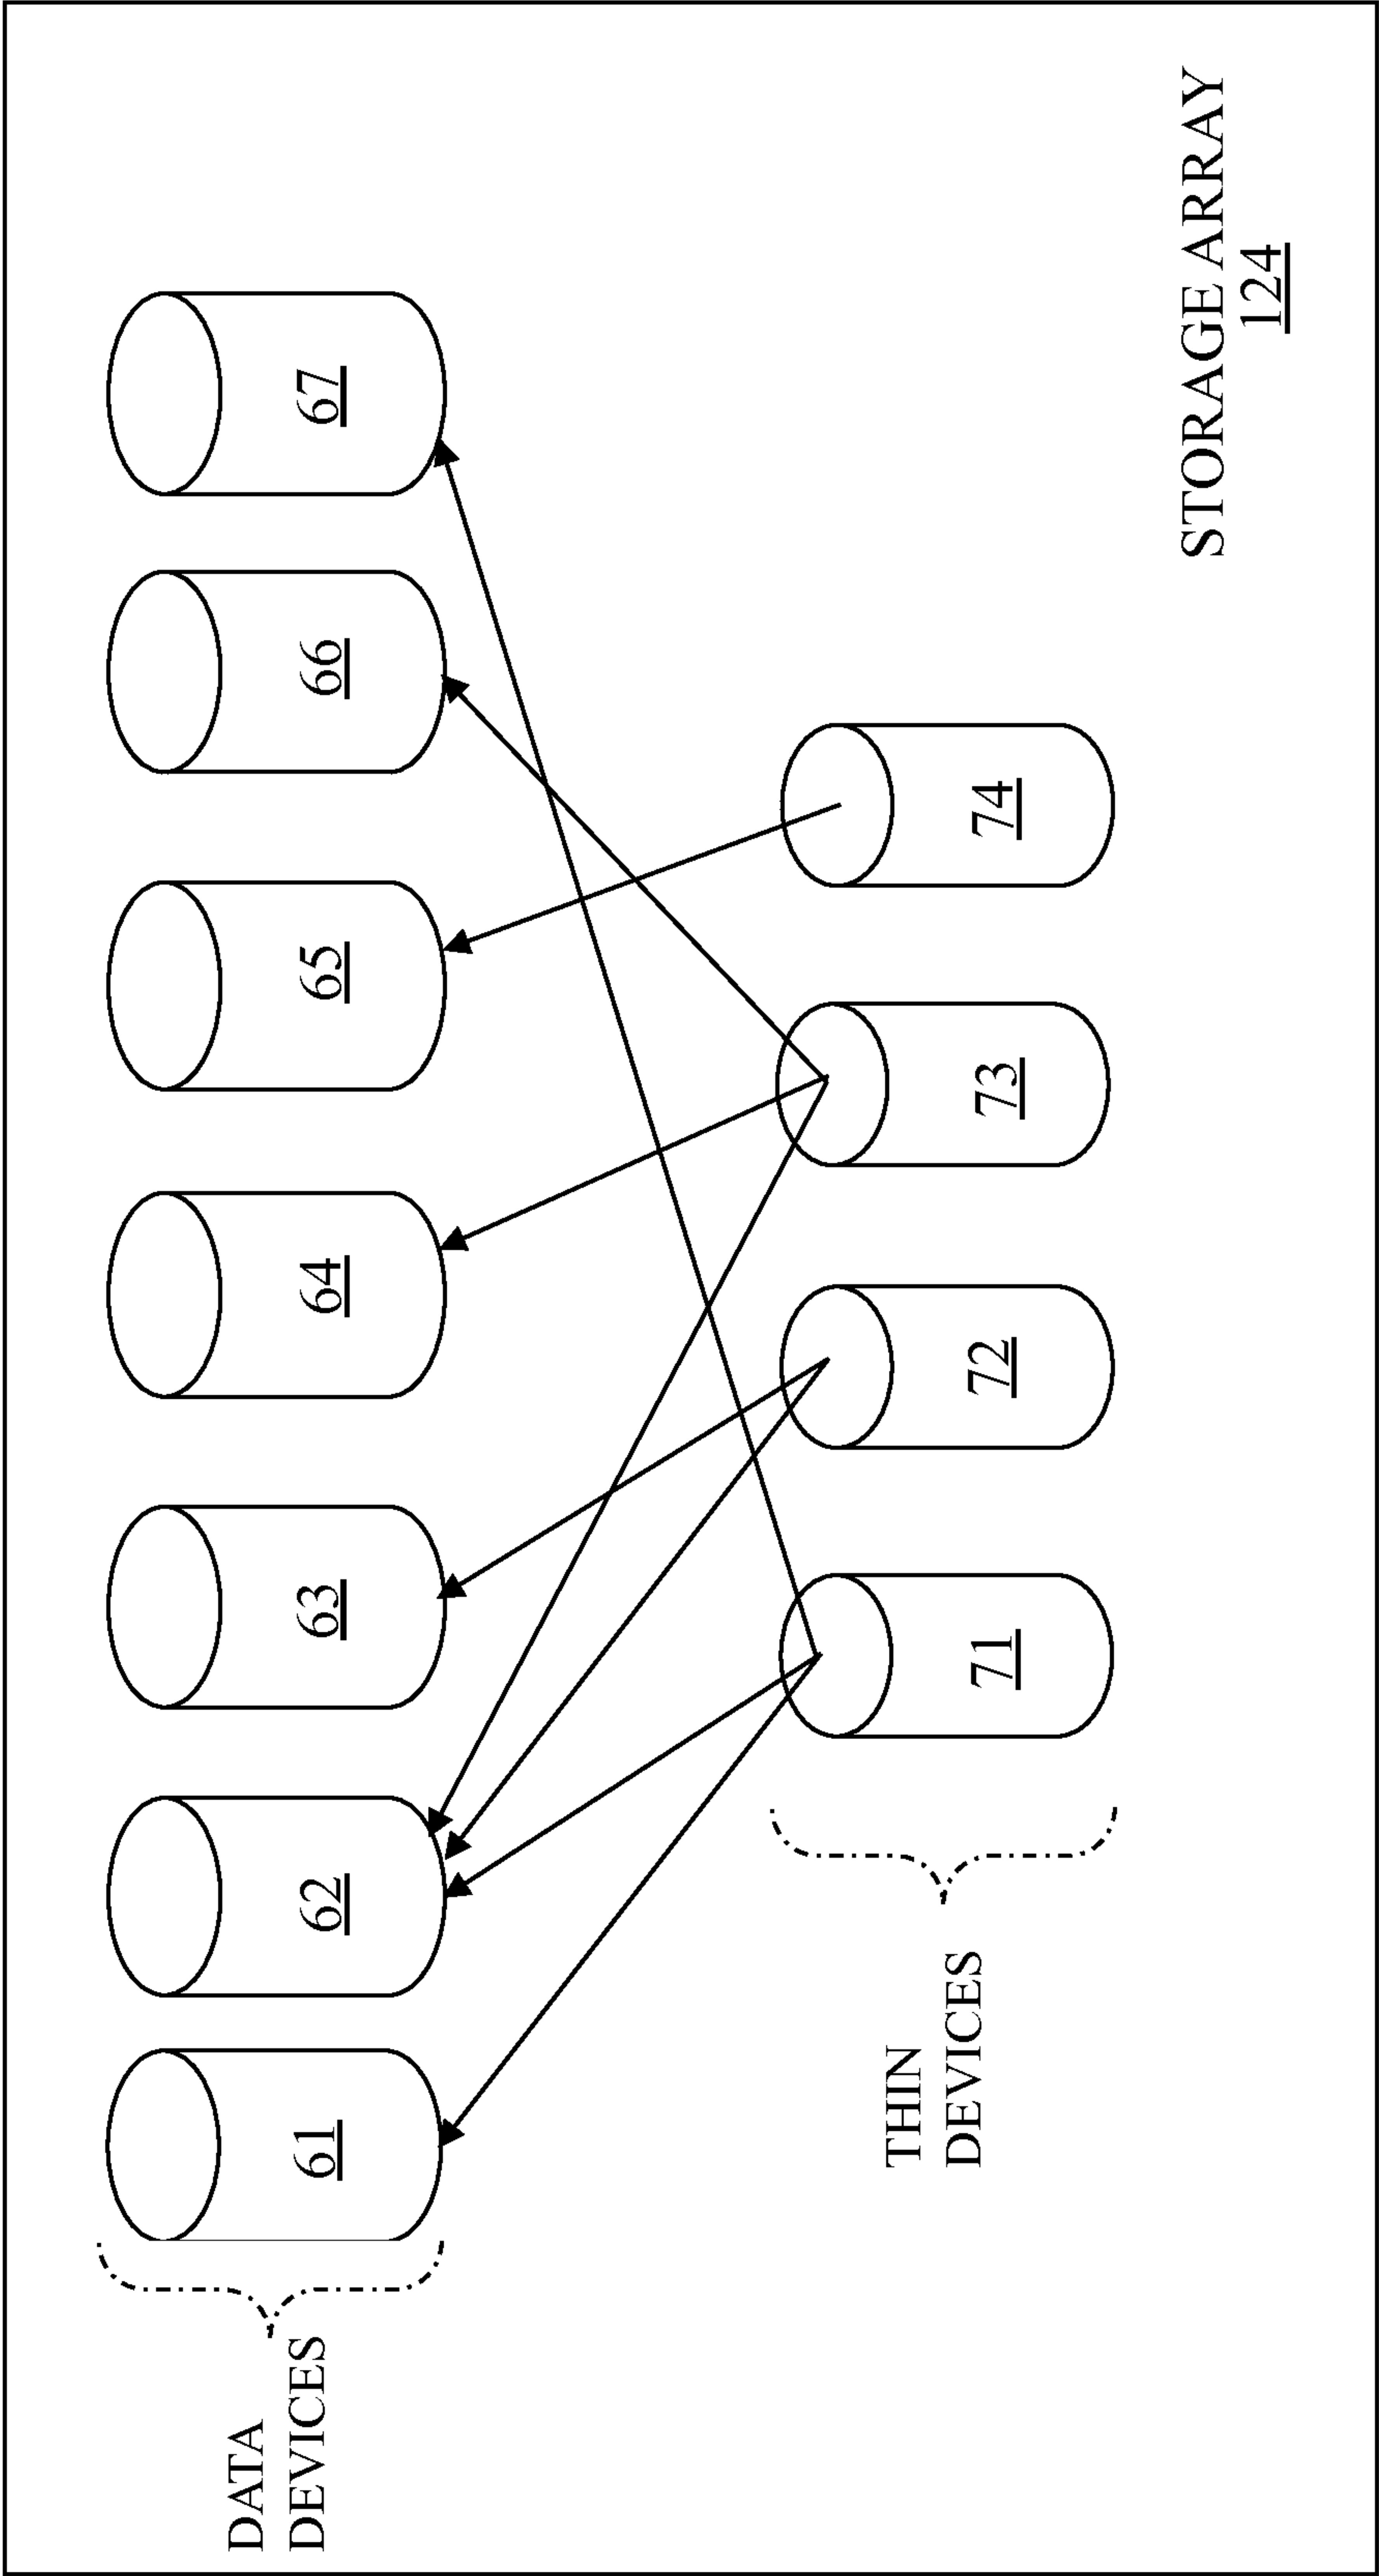 DATA
DEVICES
61
62
63
64
65
66
67
THIN
DEVICES
71
72
73
74
STORAGE ARRAY
124